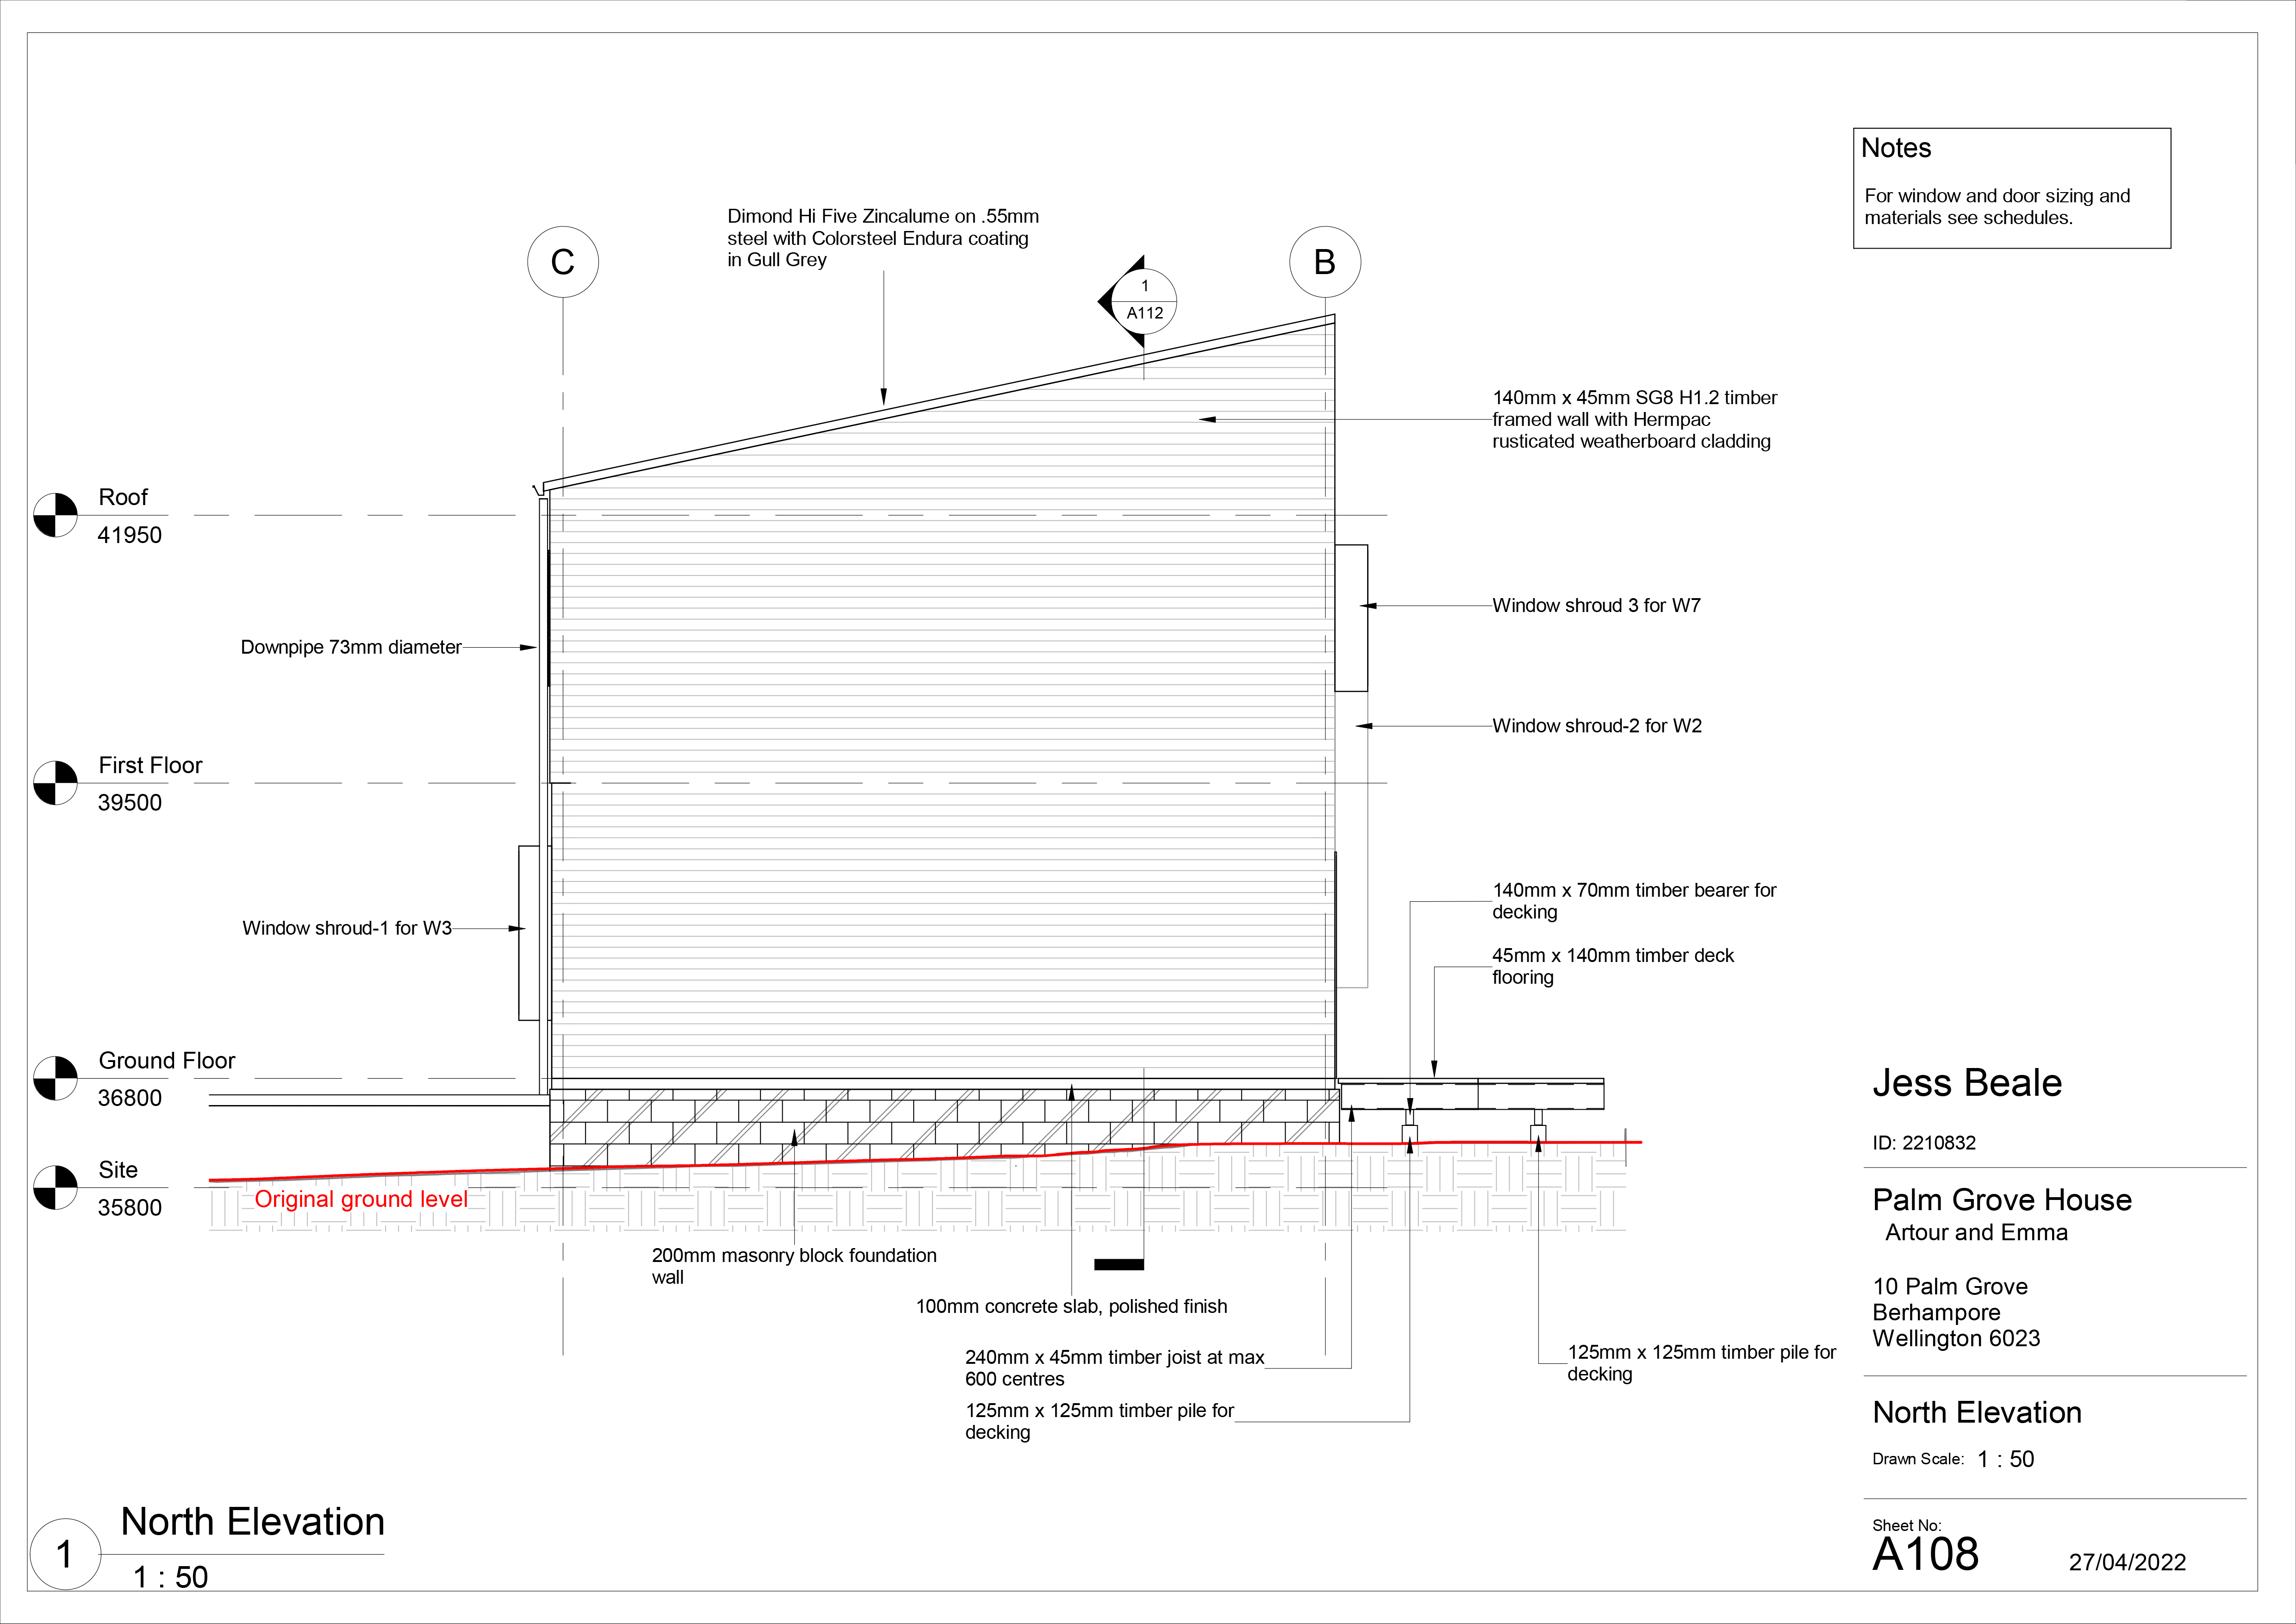 Notes
For window and door sizing and
materials see schedules.
Dimond Hi Five Zincalume on .55mm
steel with Colorsteel Endura coating
in Gull Grey
C
B
1
A112
140mm x 45mm SG8 H1.2 timber
framed wall with Hermpac
rusticated weatherboard cladding
Roof
41950
Window shroud 3 for W7
Downpipe 73mm diameter
Window shroud-2 for W2
First Floor
39500
140mm x 70mm timber bearer for
decking
Window shroud-1 for W3
45mm x 140mm timber deck
flooring
Ground Floor
36800
Site
35800
Original ground level
200mm masonry block foundation
wall
100mm concrete slab, polished finish
240mm x 45mm timber joist at max
600 centres
125mm x 125mm timber pile for
decking
125mm x 125mm timber pile for
decking
Jess Beale
ID: 2210832
Palm Grove House
Artour and Emma
10 Palm Grove
Berhampore
Wellington 6023
North Elevation
Drawn Scale: 1 : 50
Sheet No:
A108
27/04/2022
1
North Elevation
1 : 50